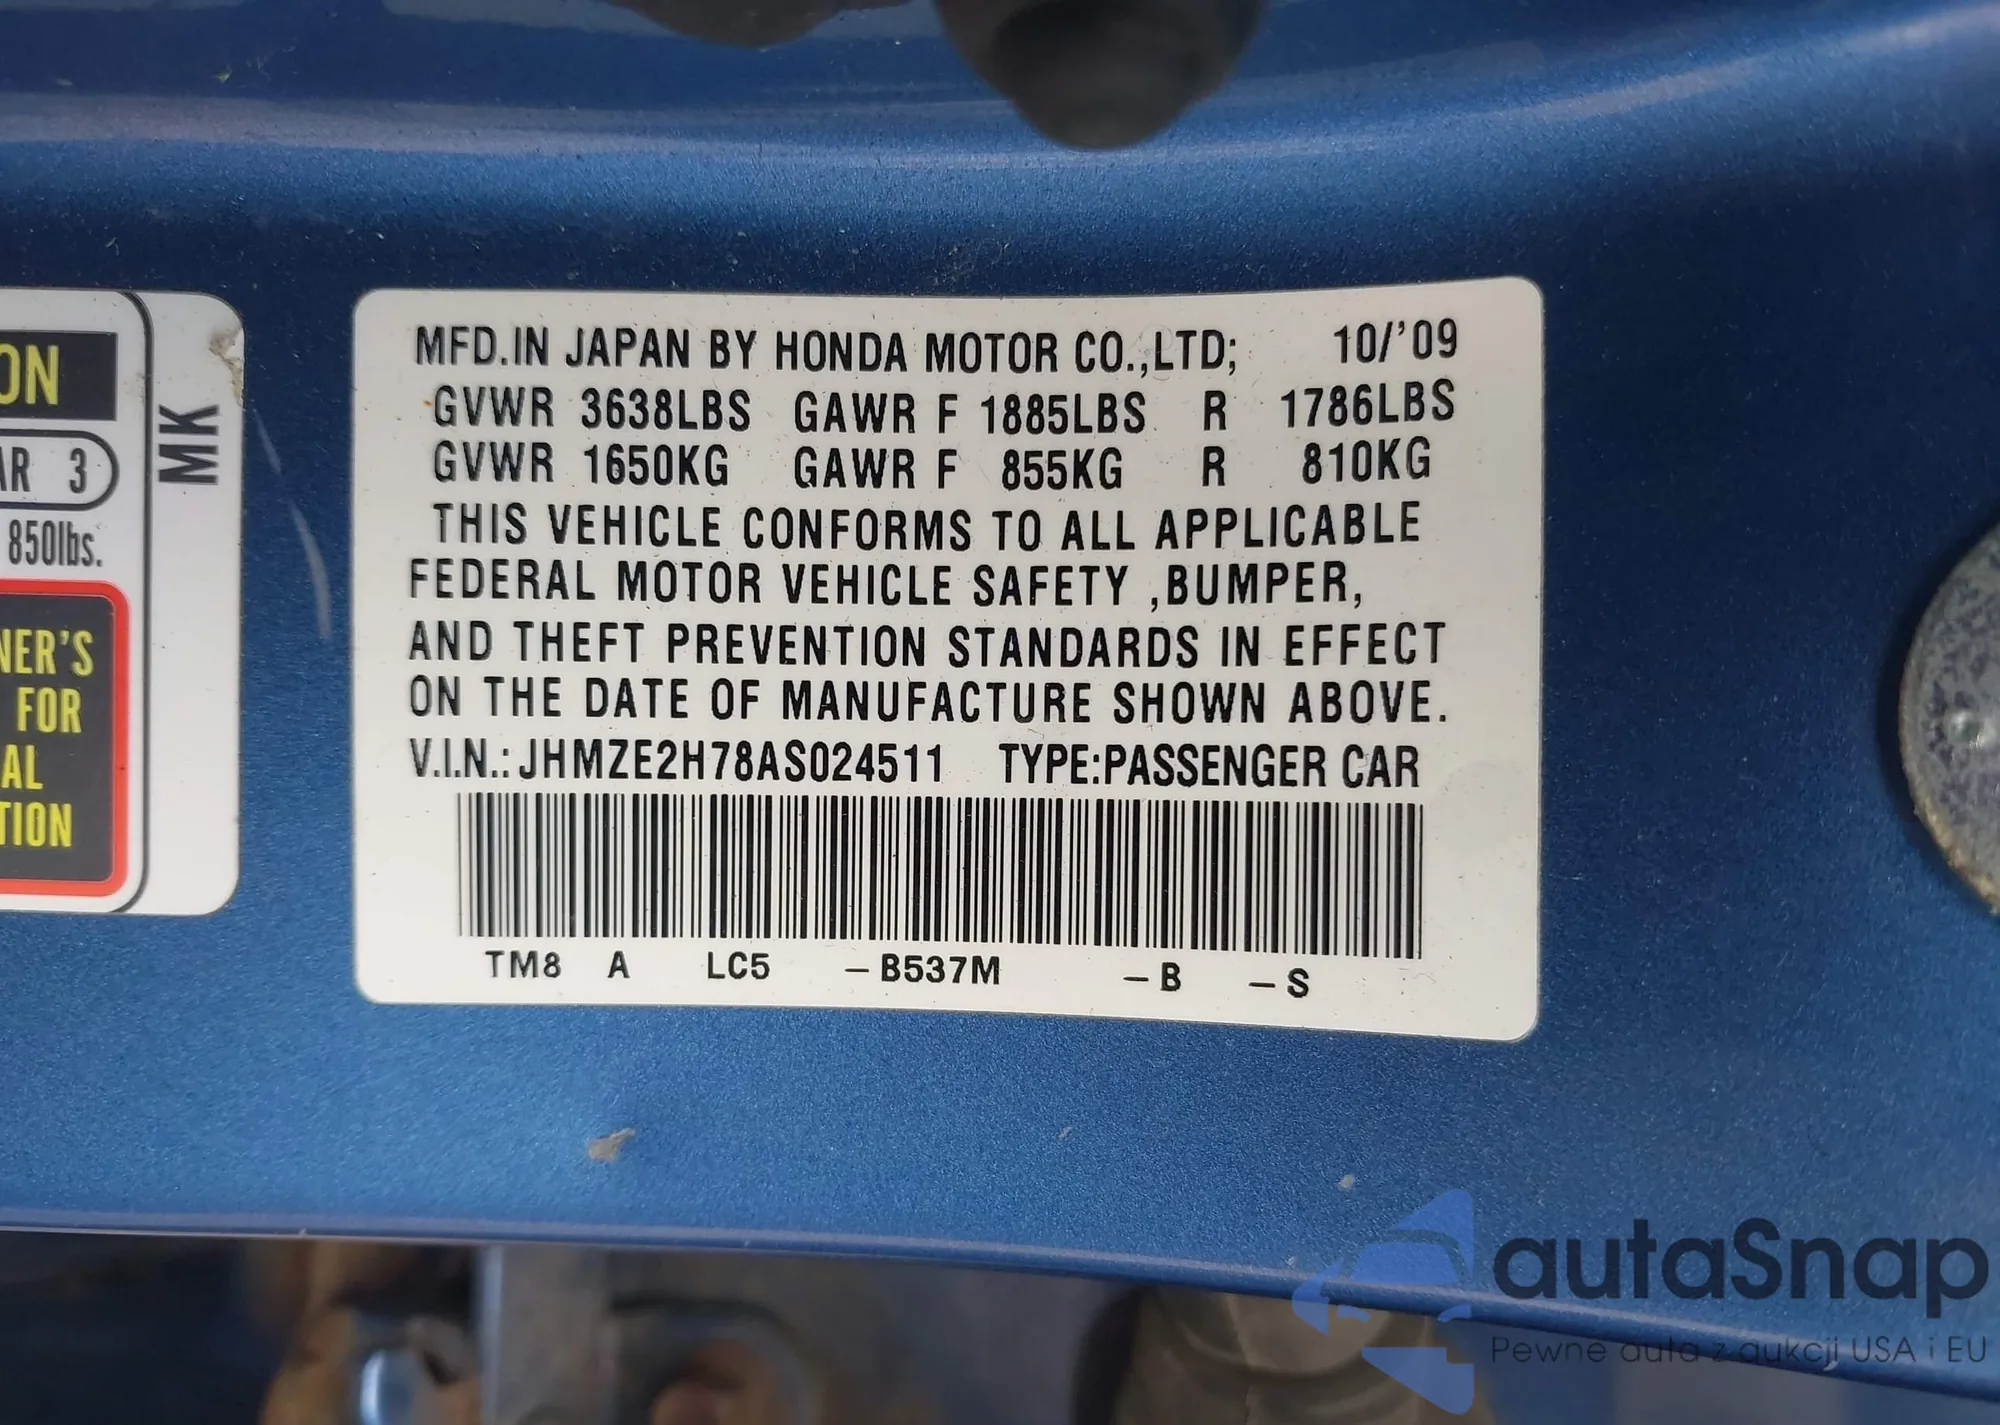 ON
AR 3
850lbs.
NER'S
FOR
AL
TION
MK
MFD.IN JAPAN BY HONDA MOTOR CO.,LTD; 10/'09
GVWR 3638LBS GAWR F 1885LBS R 1786LBS
GVWR 1650KG GAWR F 855KG R 810KG
THIS VEHICLE CONFORMS TO ALL APPLICABLE
FEDERAL MOTOR VEHICLE SAFETY ,BUMPER,
AND THEFT PREVENTION STANDARDS IN EFFECT
ON THE DATE OF MANUFACTURE SHOWN ABOVE.
V.I.N.: JHMZE2H78AS024511 TYPE:PASSENGER CAR
TM8 A LC5 –B537M –B –S
autaSnap
Pewne auta z aukcji USA i EU